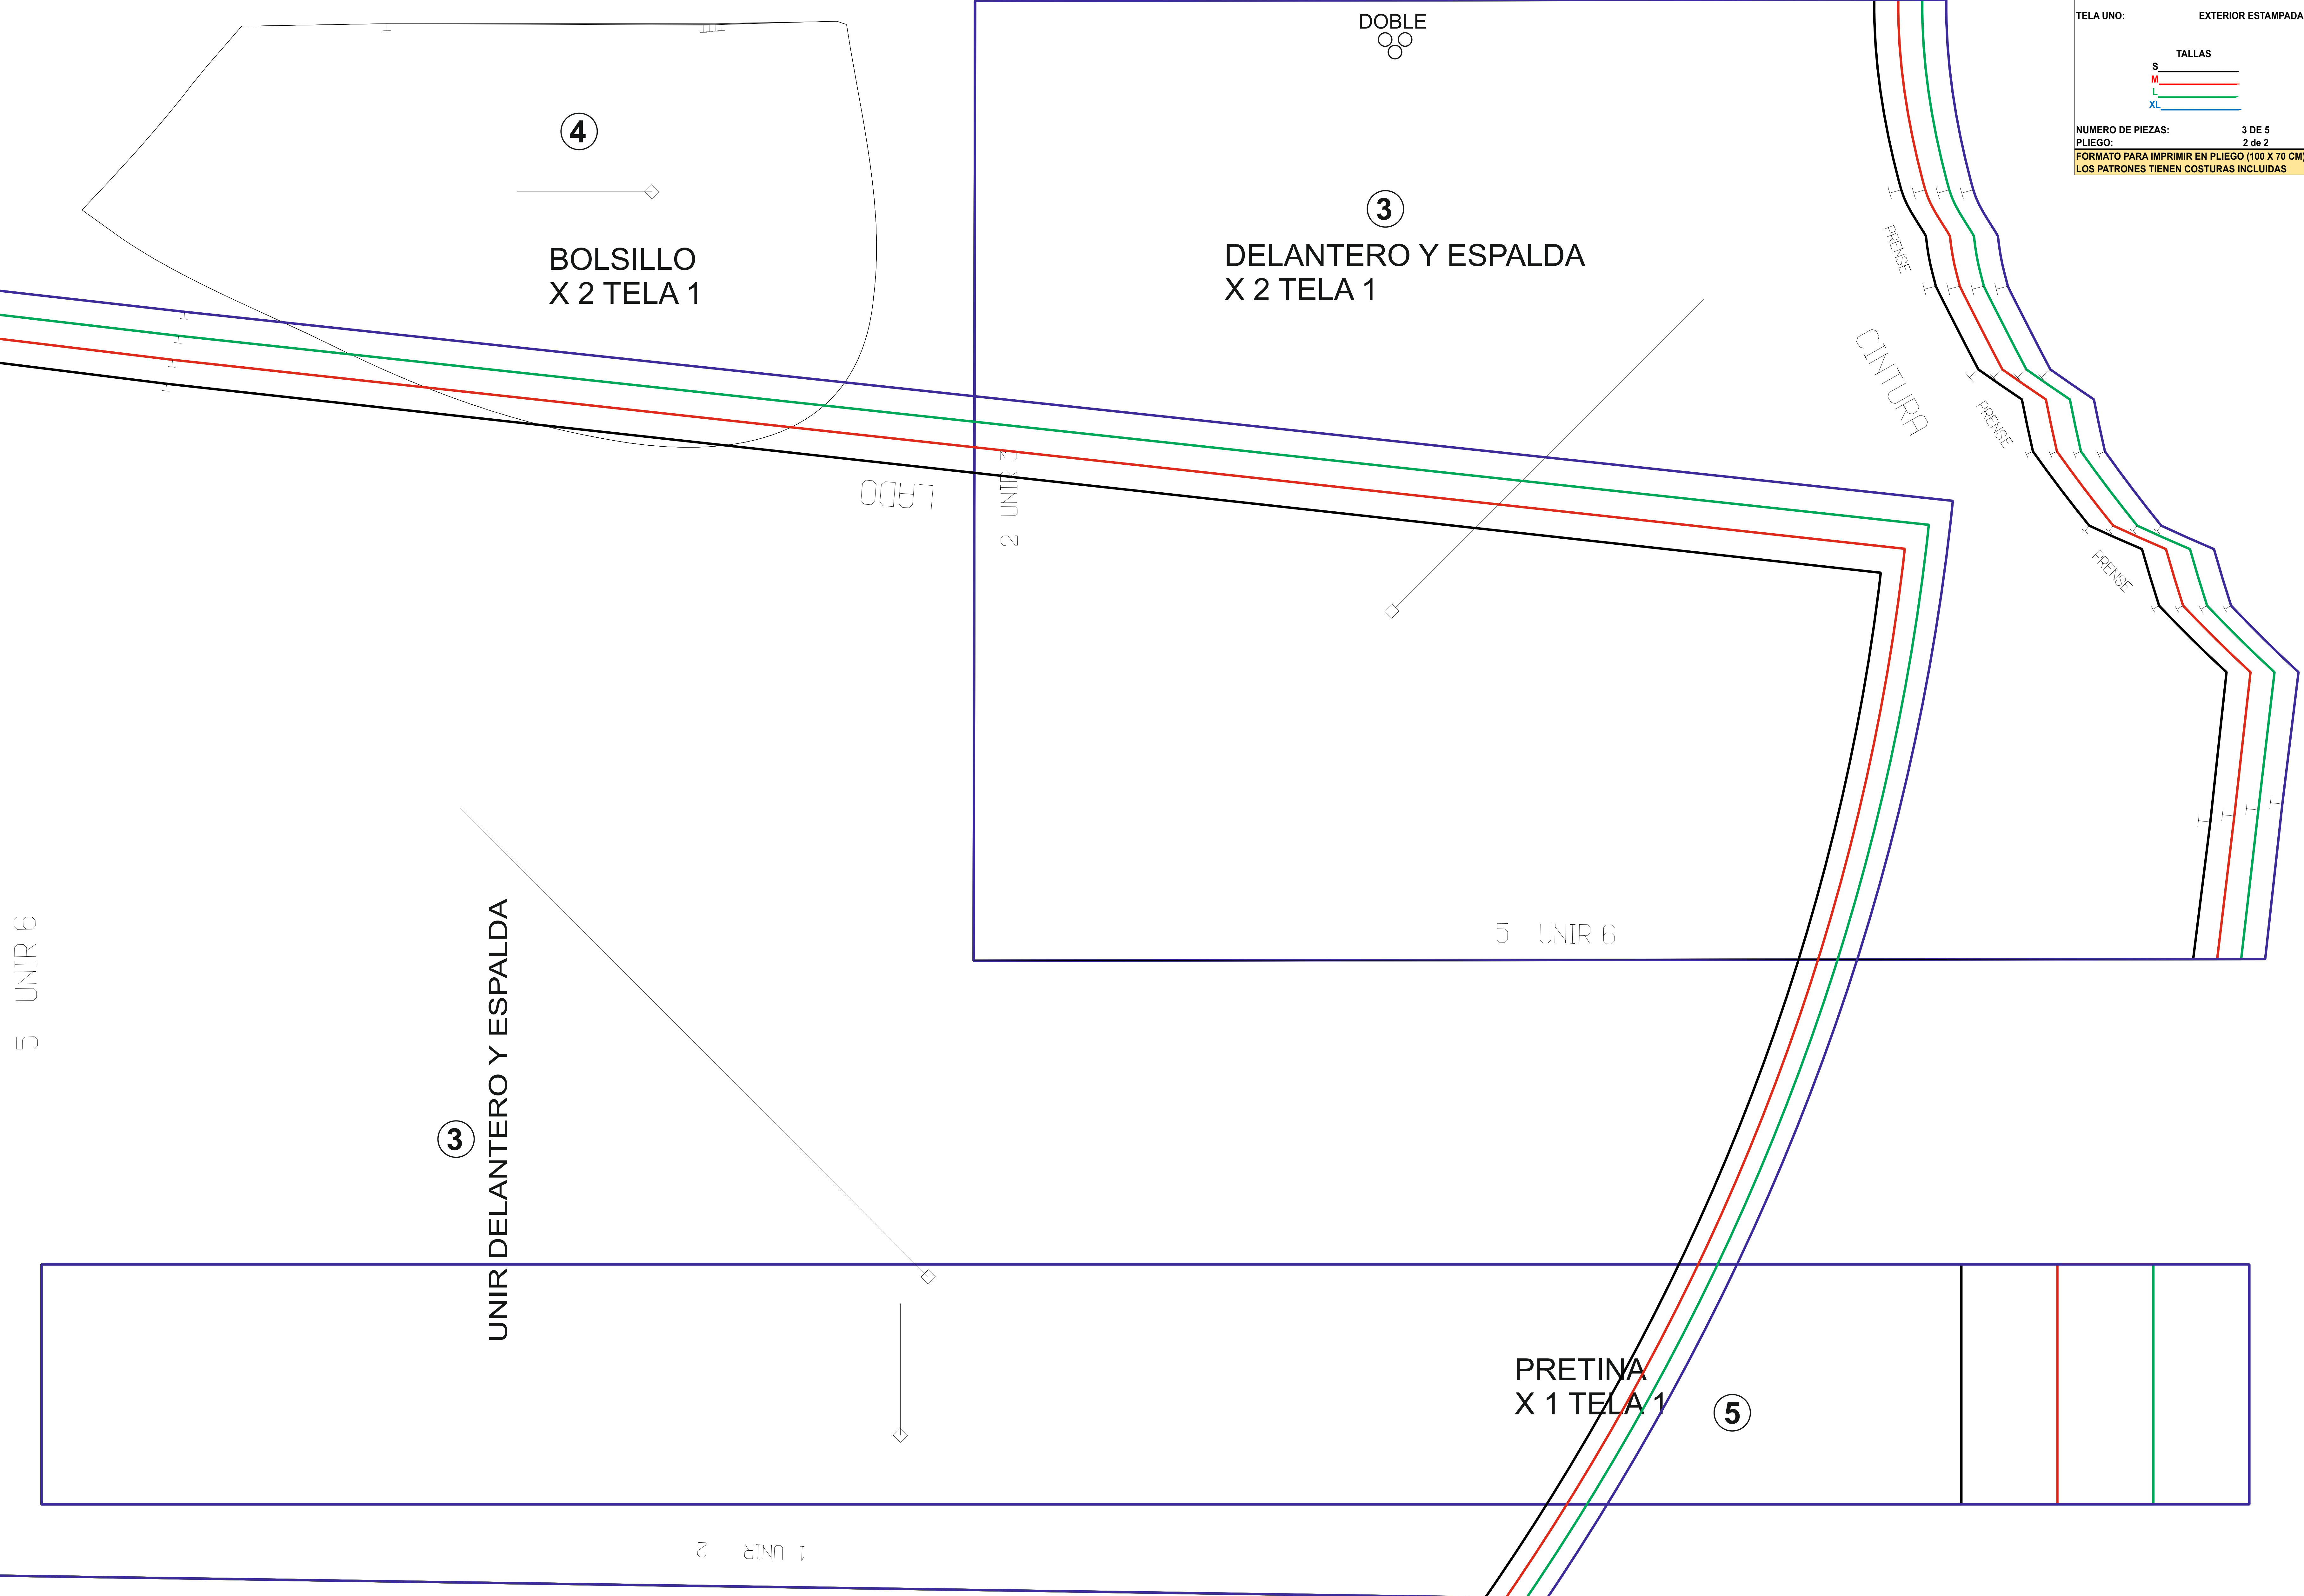 DOBLE
TELA UNO: EXTERIOR ESTAMPADA
TALLAS
S
M
L
XL
NUMERO DE PIEZAS: 3 DE 5
PLIEGO: 2 de 2
FORMATO PARA IMPRIMIR EN PLIEGO (100 X 70 CM)
LOS PATRONES TIENEN COSTURAS INCLUIDAS
4
BOLSILLO
X 2 TELA 1
3
DELANTERO Y ESPALDA
X 2 TELA 1
PRENSE
CINTURA
PRENSE
PRENSE
LADO
2 UNIR 3
5 UNIR 6
5 UNIR 6
3
UNIR DELANTERO Y ESPALDA
PRETINA
X 1 TELA 1
5
1 UNIR 2